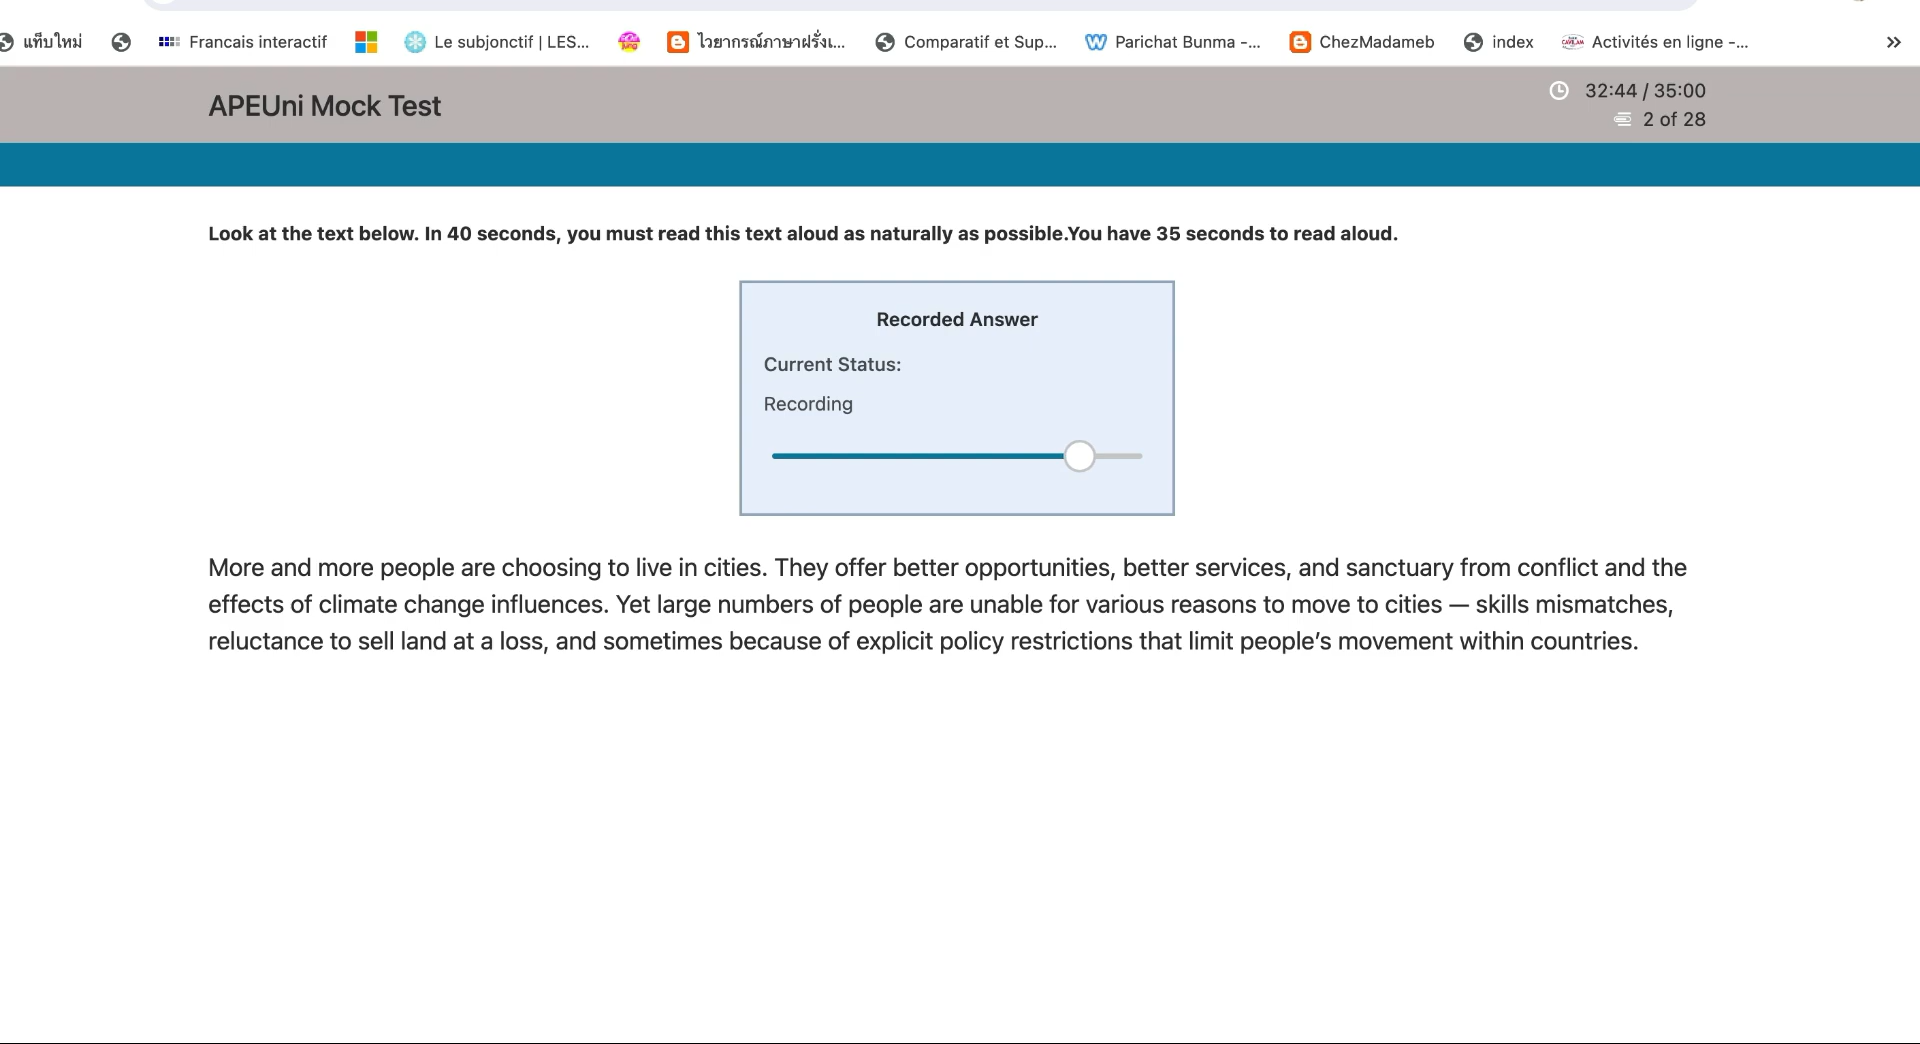 แท็บใหม่ Francais interactif Le subjonctif | LES... ไวยากรณ์ภาษาฝรั่งเ... Comparatif et Sup... Parichat Bunma -... ChezMadameb index Activités en ligne -...
APEUni Mock Test
32:44 / 35:00
2 of 28
Look at the text below. In 40 seconds, you must read this text aloud as naturally as possible.You have 35 seconds to read aloud.
Recorded Answer
Current Status:
Recording
More and more people are choosing to live in cities. They offer better opportunities, better services, and sanctuary from conflict and the
effects of climate change influences. Yet large numbers of people are unable for various reasons to move to cities — skills mismatches,
reluctance to sell land at a loss, and sometimes because of explicit policy restrictions that limit people’s movement within countries.